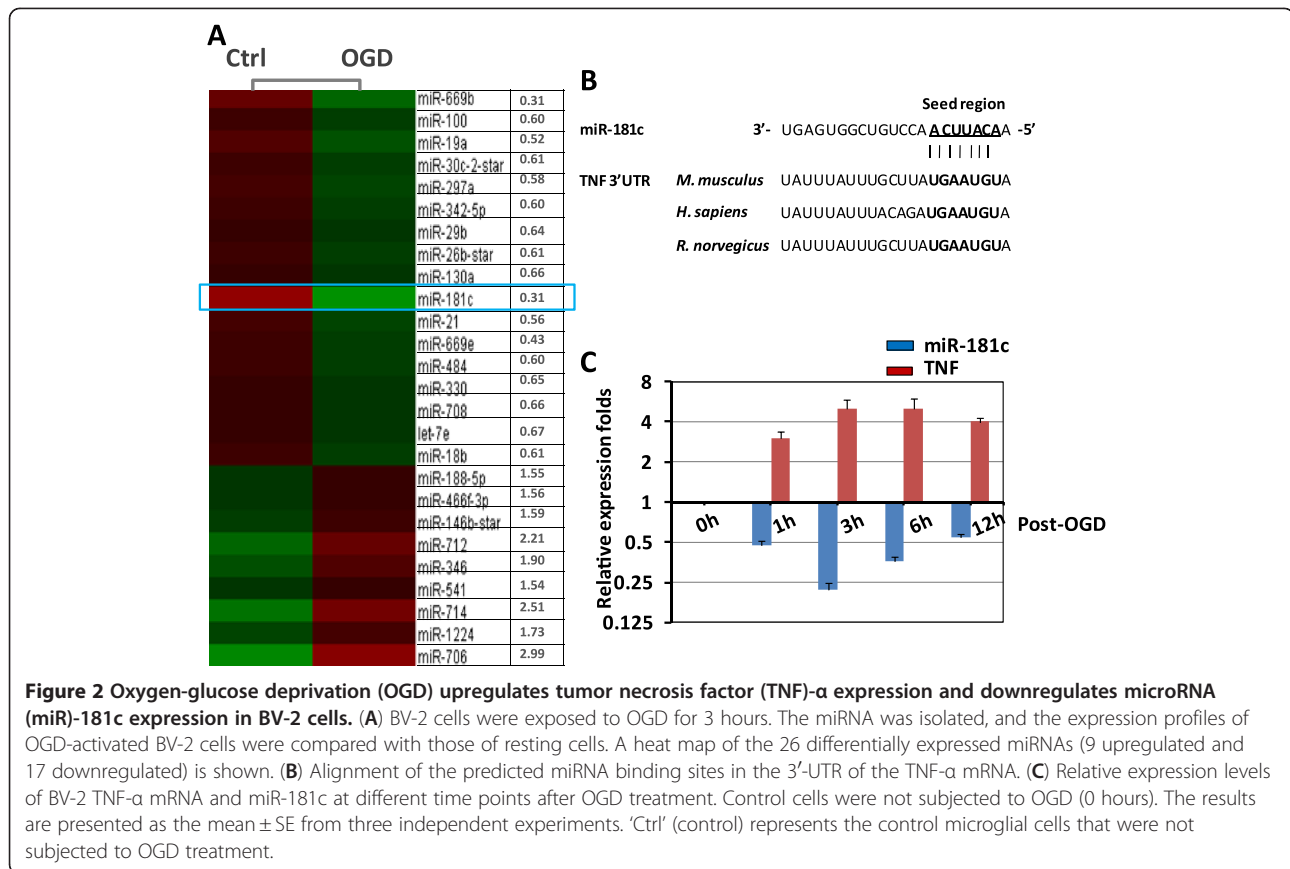 A
Ctrl OGD
miR-669b 0.31
miR-100 0.60
miR-19a 0.52
miR-30c-2-star 0.61
miR-297a 0.58
miR-342-5p 0.60
miR-29b 0.64
miR-26b-star 0.61
miR-130a 0.66
miR-181c 0.31
miR-21 0.56
miR-669e 0.43
miR-484 0.60
miR-330 0.65
miR-708 0.66
let-7e 0.67
miR-18b 0.61
miR-188-5p 1.55
miR-466f-3p 1.56
miR-146b-star 1.59
miR-712 2.21
miR-346 1.90
miR-541 1.54
miR-714 2.51
miR-1224 1.73
miR-706 2.99
B
Seed region
miR-181c 3′- UGAGUGGCUGUCCA ACUUACAA -5′
TNF 3′UTR M. musculus UAUUUAUUUGCUUAUGAAUGUA
H. sapiens UAUUUAUUUACAGAUGAAUGUA
R. norvegicus UAUUUAUUUGCUUAUGAAUGUA
C
miR-181c
TNF
Relative expression folds
8
4
2
1
0.5
0.25
0.125
0h 1h 3h 6h 12h Post-OGD
Figure 2 Oxygen-glucose deprivation (OGD) upregulates tumor necrosis factor (TNF)-α expression and downregulates microRNA
(miR)-181c expression in BV-2 cells. (A) BV-2 cells were exposed to OGD for 3 hours. The miRNA was isolated, and the expression profiles of
OGD-activated BV-2 cells were compared with those of resting cells. A heat map of the 26 differentially expressed miRNAs (9 upregulated and
17 downregulated) is shown. (B) Alignment of the predicted miRNA binding sites in the 3′-UTR of the TNF-α mRNA. (C) Relative expression levels
of BV-2 TNF-α mRNA and miR-181c at different time points after OGD treatment. Control cells were not subjected to OGD (0 hours). The results
are presented as the mean ± SE from three independent experiments. ‘Ctrl’ (control) represents the control microglial cells that were not
subjected to OGD treatment.